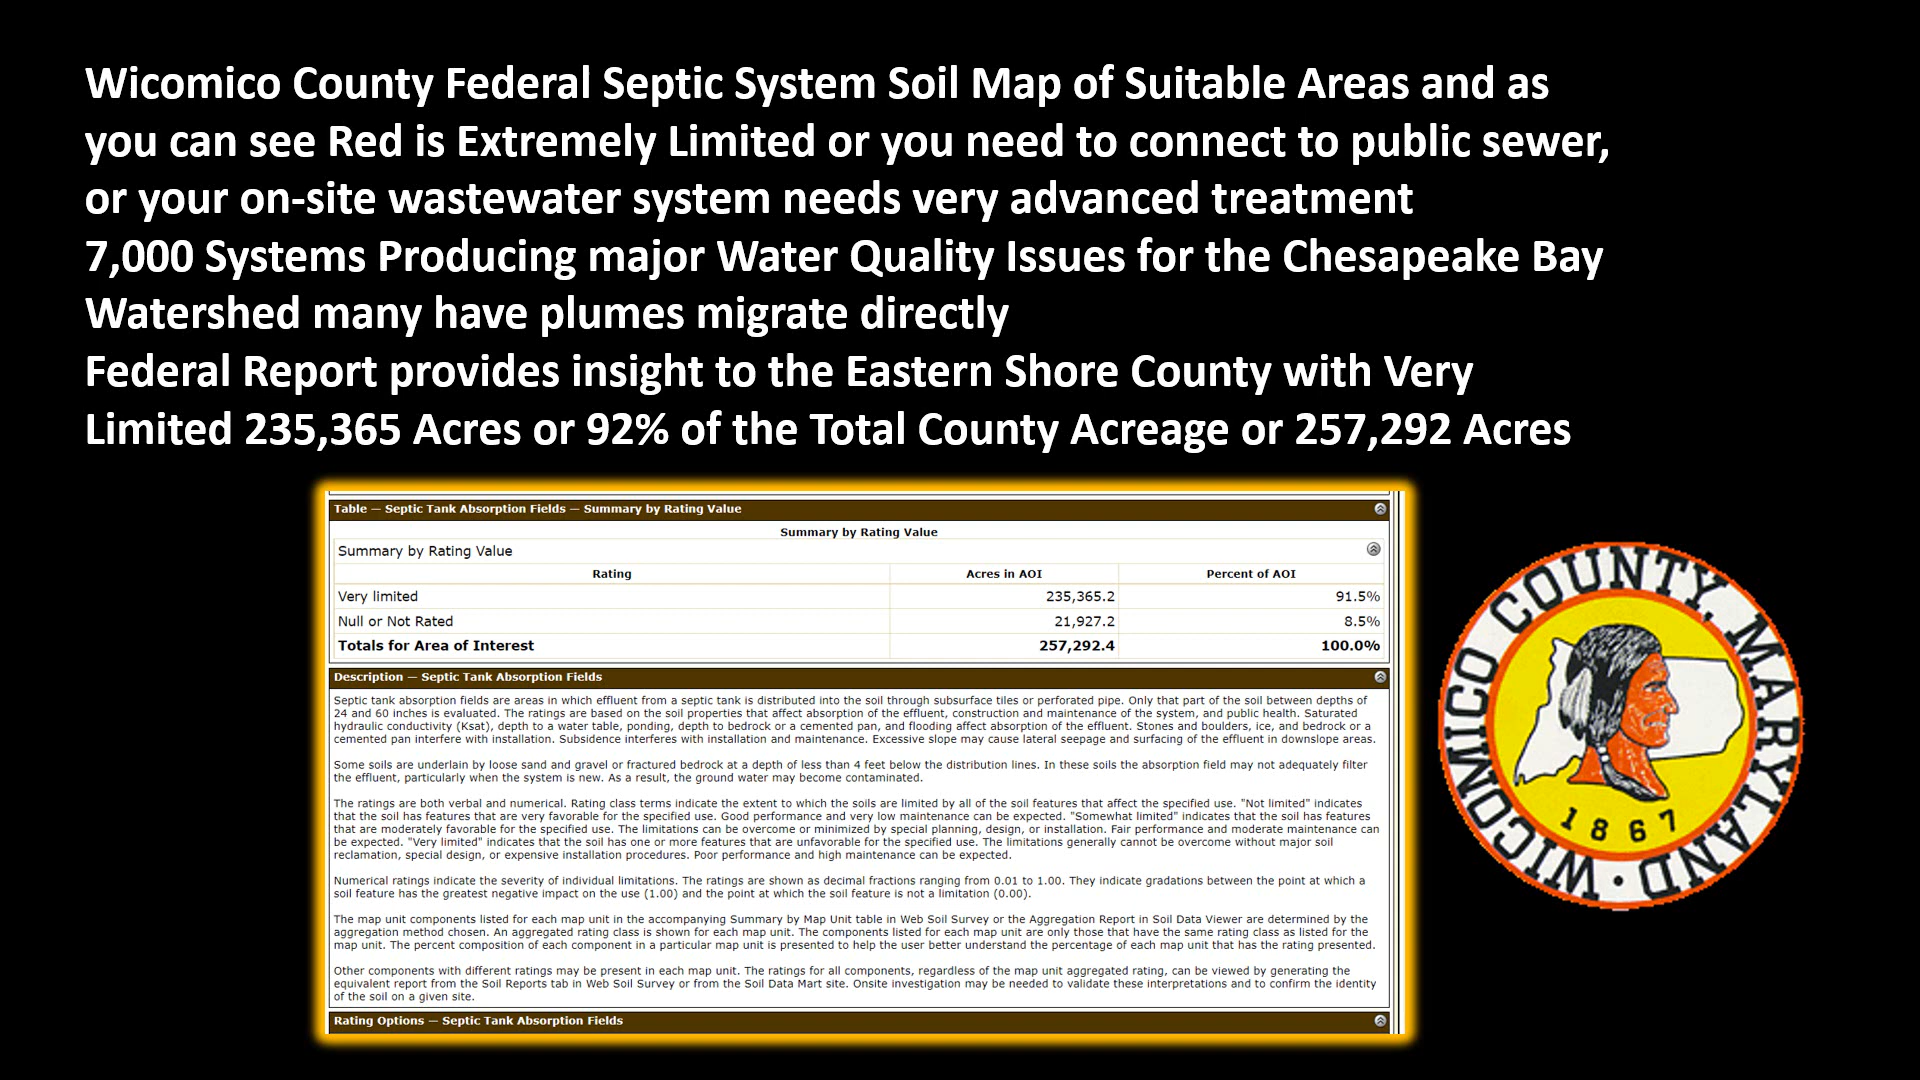 Wicomico County Federal Septic System Soil Map of Suitable Areas and as
you can see Red is Extremely Limited or you need to connect to public sewer,
or your on-site wastewater system needs very advanced treatment
7,000 Systems Producing major Water Quality Issues for the Chesapeake Bay
Watershed many have plumes migrate directly
Federal Report provides insight to the Eastern Shore County with Very
Limited 235,365 Acres or 92% of the Total County Acreage or 257,292 Acres
Table — Septic Tank Absorption Fields — Summary by Rating Value
Summary by Rating Value
Summary by Rating Value
Rating Acres in AOI Percent of AOI
Very limited 235,365.2 91.5%
Null or Not Rated 21,927.2 8.5%
Totals for Area of Interest 257,292.4 100.0%
Description — Septic Tank Absorption Fields
Septic tank absorption fields are areas in which effluent from a septic tank is distributed into the soil through subsurface tiles or perforated pipe. Only that part of the soil between depths of
24 and 60 inches is evaluated. The ratings are based on the soil properties that affect absorption of the effluent, construction and maintenance of the system, and public health. Saturated
hydraulic conductivity (Ksat), depth to a water table, ponding, depth to bedrock or a cemented pan, and flooding affect absorption of the effluent. Stones and boulders, ice, and bedrock or a
cemented pan interfere with installation. Subsidence interferes with installation and maintenance. Excessive slope may cause lateral seepage and surfacing of the effluent in downslope areas.
Some soils are underlain by loose sand and gravel or fractured bedrock at a depth of less than 4 feet below the distribution lines. In these soils the absorption field may not adequately filter
the effluent, particularly when the system is new. As a result, the ground water may become contaminated.
The ratings are both verbal and numerical. Rating class terms indicate the extent to which the soils are limited by all of the soil features that affect the specified use. "Not limited" indicates
that the soil has features that are very favorable for the specified use. Good performance and very low maintenance can be expected. "Somewhat limited" indicates that the soil has features
that are moderately favorable for the specified use. The limitations can be overcome or minimized by special planning, design, or installation. Fair performance and moderate maintenance can
be expected. "Very limited" indicates that the soil has one or more features that are unfavorable for the specified use. The limitations generally cannot be overcome without major soil
reclamation, special design, or expensive installation procedures. Poor performance and high maintenance can be expected.
Numerical ratings indicate the severity of individual limitations. The ratings are shown as decimal fractions ranging from 0.01 to 1.00. They indicate gradations between the point at which a
soil feature has the greatest negative impact on the use (1.00) and the point at which the soil feature is not a limitation (0.00).
The map unit components listed for each map unit in the accompanying Summary by Map Unit table in Web Soil Survey or the Aggregation Report in Soil Data Viewer are determined by the
aggregation method chosen. An aggregated rating class is shown for each map unit. The components listed for each map unit are only those that have the same rating class as listed for the
map unit. The percent composition of each component in a particular map unit is presented to help the user better understand the percentage of each map unit that has the rating presented.
Other components with different ratings may be present in each map unit. The ratings for all components, regardless of the map unit aggregated rating, can be viewed by generating the
equivalent report from the Soil Reports tab in Web Soil Survey or from the Soil Data Mart site. Onsite investigation may be needed to validate these interpretations and to confirm the identity
of the soil on a given site.
Rating Options — Septic Tank Absorption Fields
WICOMICO COUNTY, MARYLAND · WICOMICO COUNTY, MARYLAND
1867